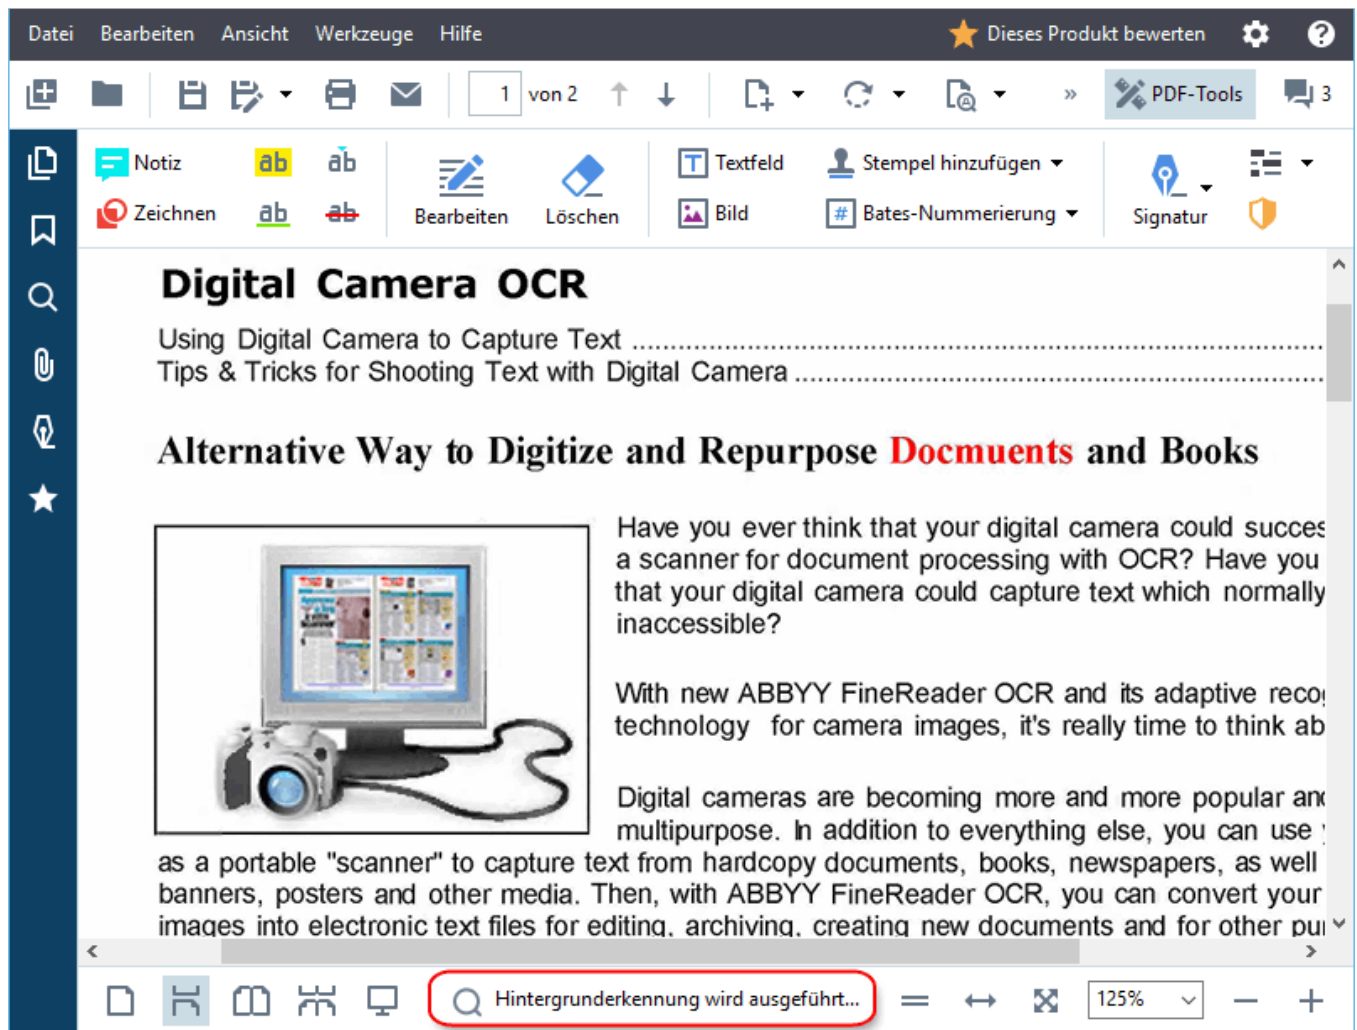 Datei Bearbeiten Ansicht Werkzeuge Hilfe Dieses Produkt bewerten
1 von 2 » PDF-Tools 3
Notiz ab ab Textfeld Stempel hinzufügen
Zeichnen ab ab Bearbeiten Löschen Bild # Bates-Nummerierung Signatur
Digital Camera OCR
Using Digital Camera to Capture Text ................................................................
Tips & Tricks for Shooting Text with Digital Camera ................................................
Alternative Way to Digitize and Repurpose Docmuents and Books
Have you ever think that your digital camera could succes
a scanner for document processing with OCR? Have you
that your digital camera could capture text which normally
inaccessible?
With new ABBYY FineReader OCR and its adaptive reco
technology for camera images, it's really time to think ab
Digital cameras are becoming more and more popular and
multipurpose. In addition to everything else, you can use
as a portable "scanner" to capture text from hardcopy documents, books, newspapers, as well
banners, posters and other media. Then, with ABBYY FineReader OCR, you can convert your
images into electronic text files for editing, archiving, creating new documents and for other pur
Hintergrunderkennung wird ausgeführt... 125%